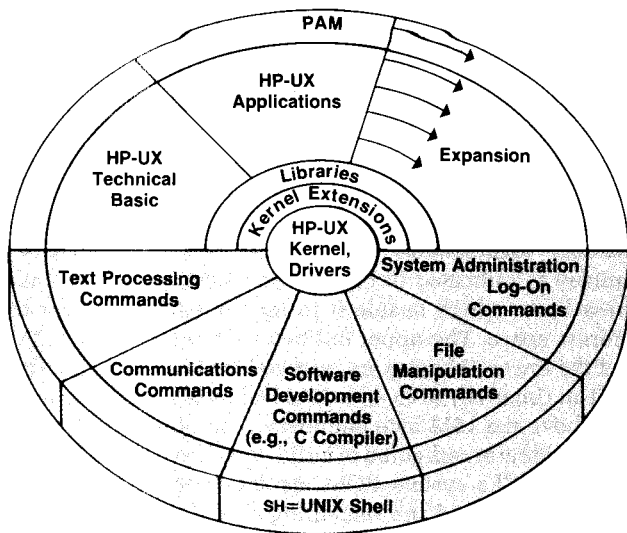 PAM
HP-UX
Applications
HP-UX
Technical
Basic
Expansion
Libraries
Kernel Extensions
HP-UX
Kernel,
Drivers
Text Processing
Commands
System Administration
Log-On
Commands
Communications
Commands
Software
Development
Commands
(e.g., C Compiler)
File
Manipulation
Commands
SH=UNIX Shell